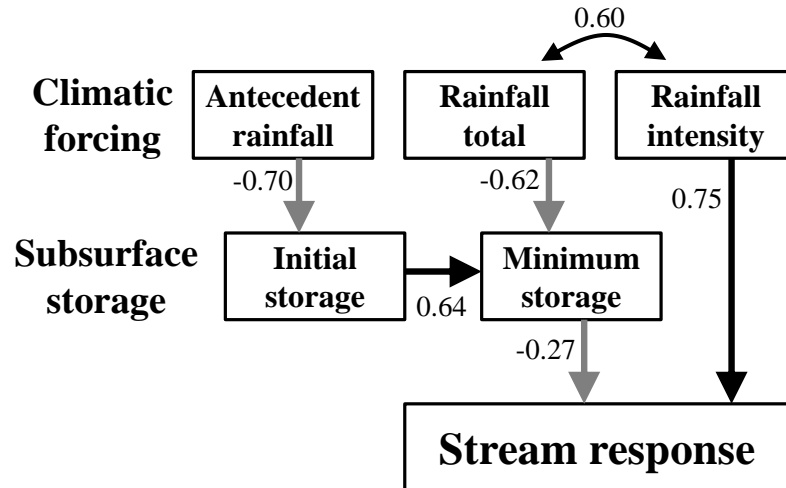 0.60
Climatic
forcing
Antecedent
rainfall
Rainfall
total
Rainfall
intensity
-0.70
-0.62
0.75
Subsurface
storage
Initial
storage
0.64
Minimum
storage
-0.27
Stream response